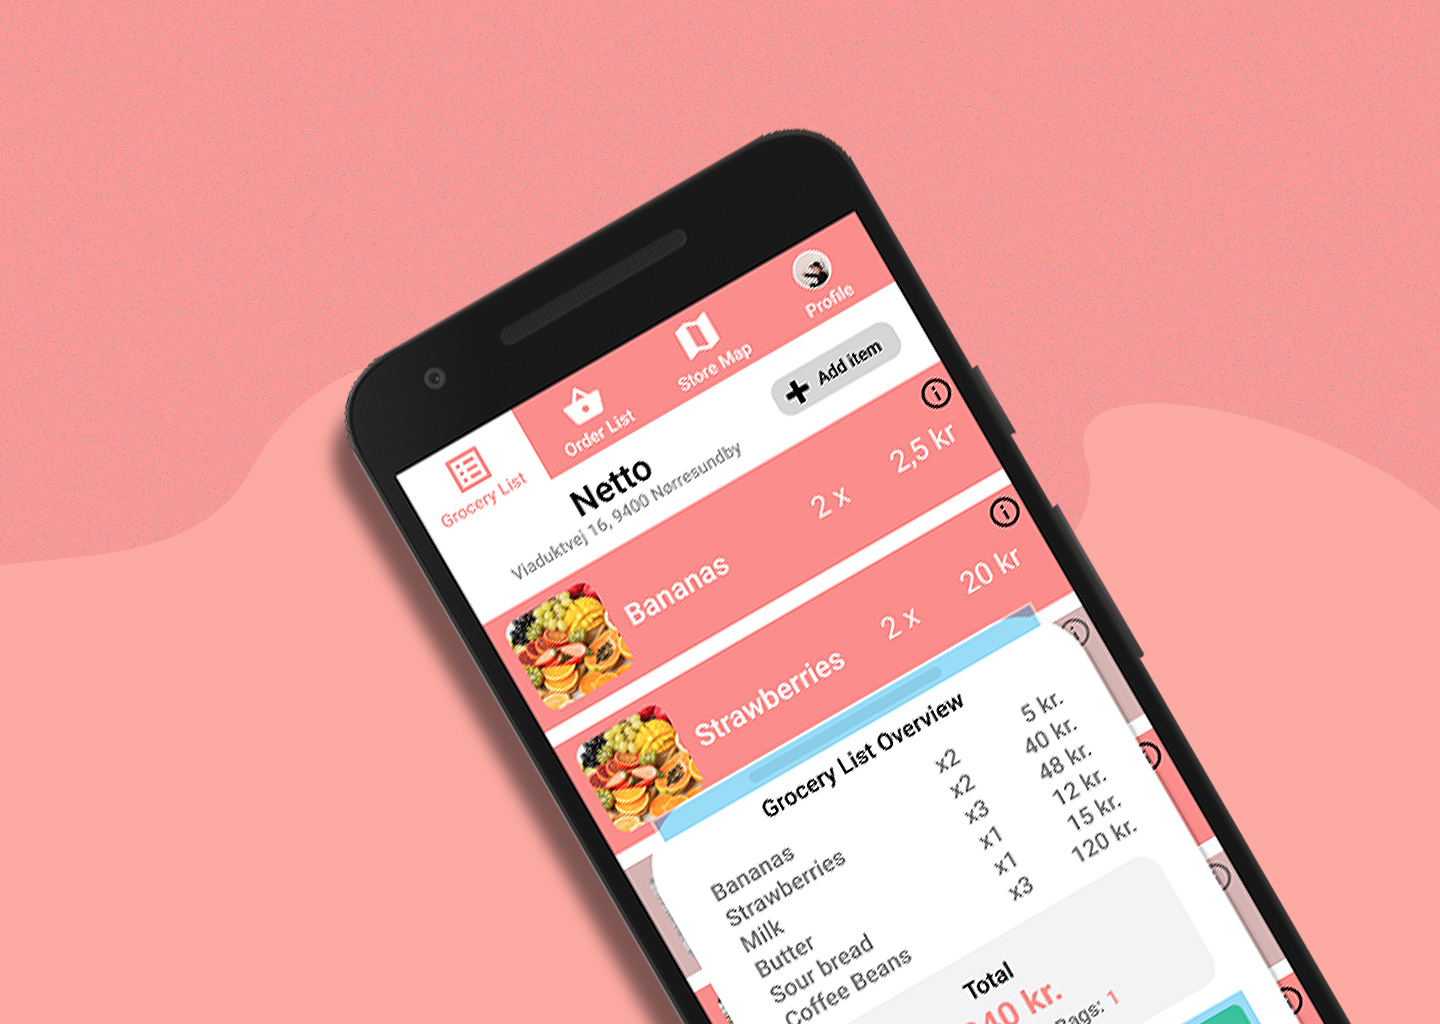 Profile
Store Map
Order List
Grocery List
Add item
Netto
Viaduktvej 16, 9400 Nørresundby
Bananas 2 x 2,5 kr
Strawberries 2 x 20 kr
Grocery List Overview
Bananas x2 5 kr.
Strawberries x2 40 kr.
Milk x3 48 kr.
Butter x1 12 kr.
Sour bread x1 15 kr.
Coffee Beans x3 120 kr.
Total
40 kr.
Bags: 1